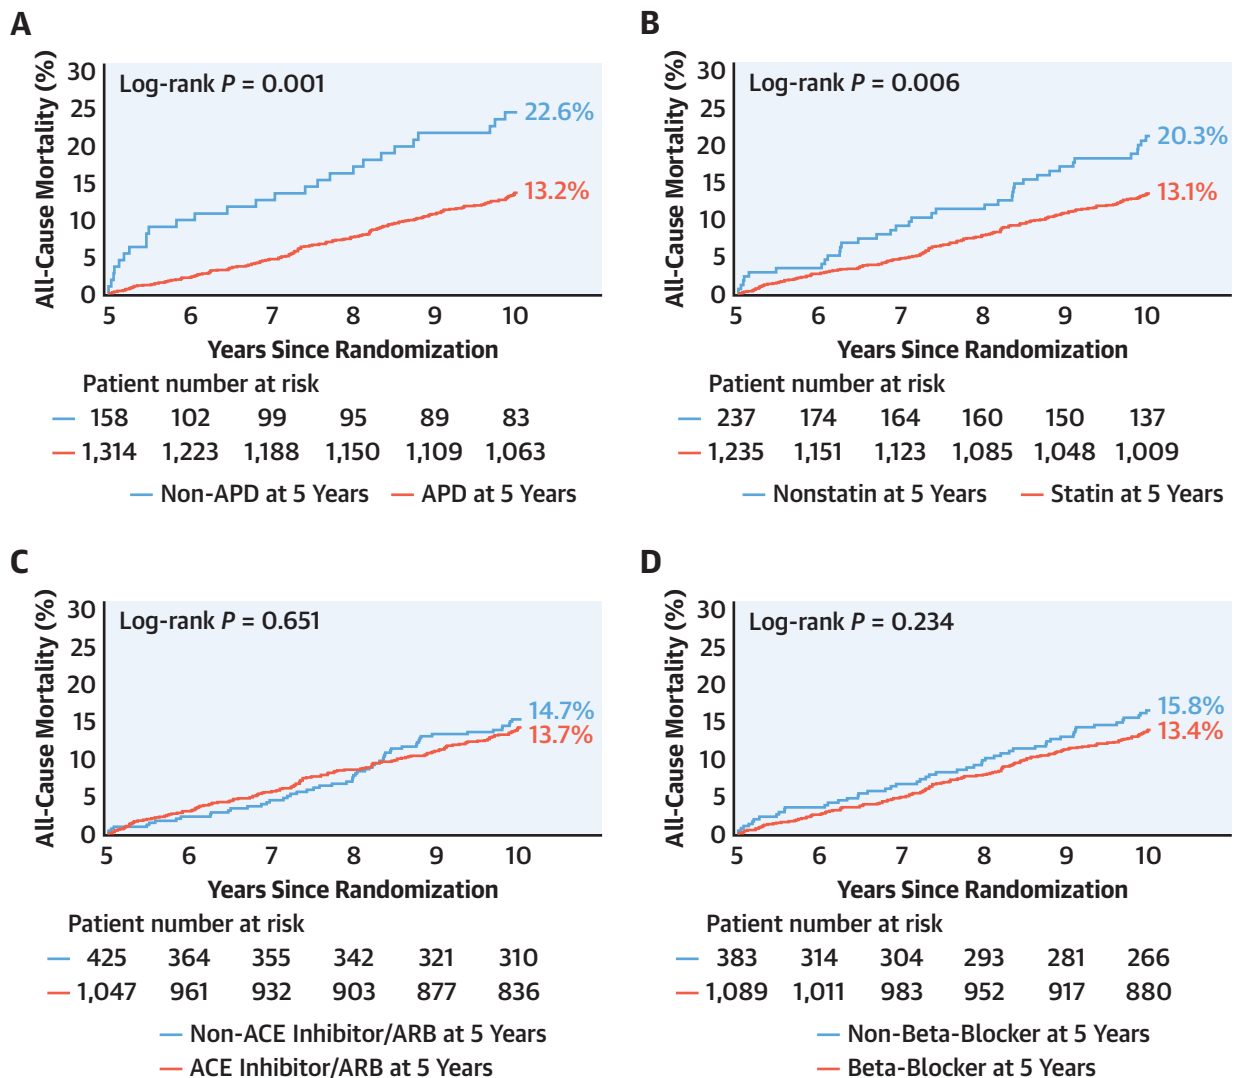 A
All-Cause Mortality (%)
30
25
20
15
10
5
0
Log-rank P = 0.001
22.6%
13.2%
5 6 7 8 9 10
Years Since Randomization
Patient number at risk
158 102 99 95 89 83
1,314 1,223 1,188 1,150 1,109 1,063
Non-APD at 5 Years APD at 5 Years
B
All-Cause Mortality (%)
30
25
20
15
10
5
0
Log-rank P = 0.006
20.3%
13.1%
5 6 7 8 9 10
Years Since Randomization
Patient number at risk
237 174 164 160 150 137
1,235 1,151 1,123 1,085 1,048 1,009
Nonstatin at 5 Years Statin at 5 Years
C
All-Cause Mortality (%)
30
25
20
15
10
5
0
Log-rank P = 0.651
14.7%
13.7%
5 6 7 8 9 10
Years Since Randomization
Patient number at risk
425 364 355 342 321 310
1,047 961 932 903 877 836
Non-ACE Inhibitor/ARB at 5 Years
ACE Inhibitor/ARB at 5 Years
D
All-Cause Mortality (%)
30
25
20
15
10
5
0
Log-rank P = 0.234
15.8%
13.4%
5 6 7 8 9 10
Years Since Randomization
Patient number at risk
383 314 304 293 281 266
1,089 1,011 983 952 917 880
Non-Beta-Blocker at 5 Years
Beta-Blocker at 5 Years